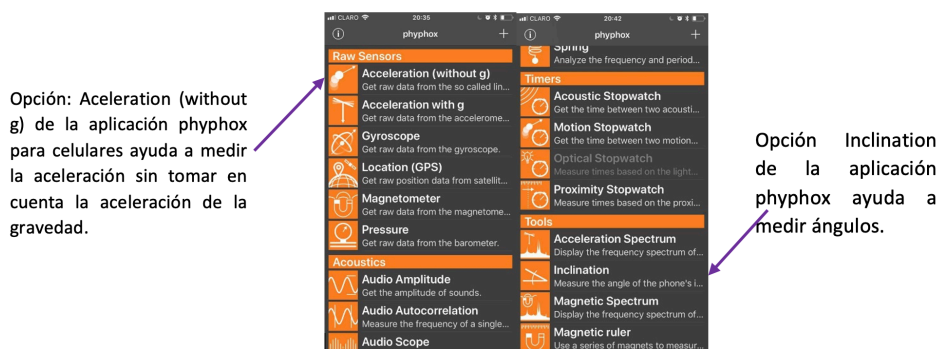 Opción: Aceleration (without
g) de la aplicación phyphox
para celulares ayuda a medir
la aceleración sin tomar en
cuenta la aceleración de la
gravedad.
CLARO 20:35
phyphox +
Raw Sensors
Acceleration (without g)
Get raw data from the so called lin...
Acceleration with g
Get raw data from the accelerome...
Gyroscope
Get raw data from the gyroscope.
Location (GPS)
Get raw position data from satellit...
Magnetometer
Get raw data from the magnetome...
Pressure
Get raw data from the barometer.
Acoustics
Audio Amplitude
Get the amplitude of sounds.
Audio Autocorrelation
Measure the frequency of a single...
Audio Scope
CLARO 20:42
phyphox +
Spring
Analyze the frequency and period...
Timers
Acoustic Stopwatch
Get the time between two acousti...
Motion Stopwatch
Get the time between two motion...
Optical Stopwatch
Measure times based on the light...
Proximity Stopwatch
Measure times based on the proxi...
Tools
Acceleration Spectrum
Display the frequency spectrum of...
Inclination
Measure the angle of the phone's i...
Magnetic Spectrum
Display the frequency spectrum of...
Magnetic ruler
Use a series of magnets to measur...
Opción Inclination
de la aplicación
phyphox ayuda a
medir ángulos.